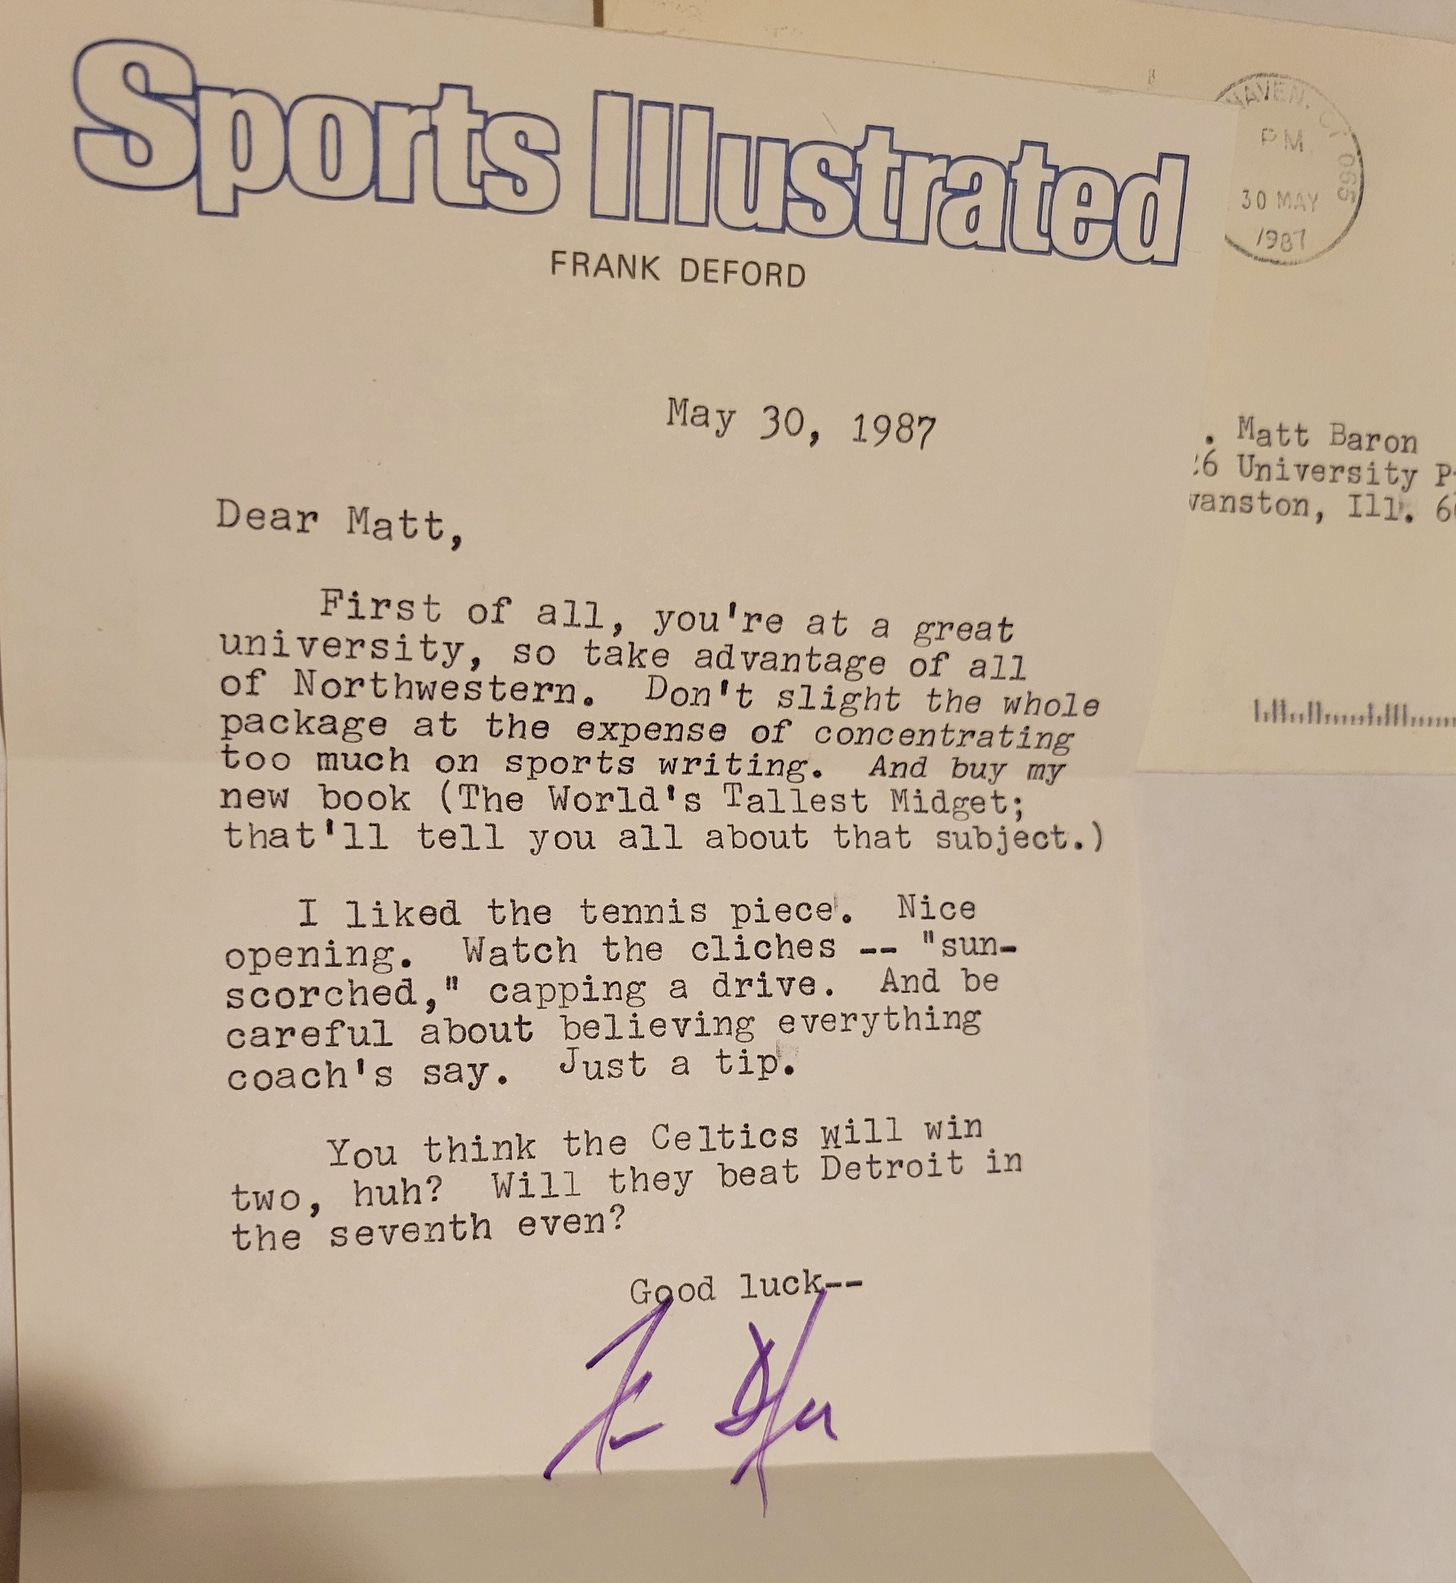 Sports Illustrated
FRANK DEFORD
May 30, 1987
Dear Matt,
First of all, you're at a great
university, so take advantage of all
of Northwestern. Don't slight the whole
package at the expense of concentrating
too much on sports writing. And buy my
new book (The World's Tallest Midget;
that'll tell you all about that subject.)
I liked the tennis piece. Nice
opening. Watch the cliches -- "sun-
scorched," capping a drive. And be
careful about believing everything
coach's say. Just a tip.
You think the Celtics will win
two, huh? Will they beat Detroit in
the seventh even?
Good luck--
HAVEN, CT 065
PM
30 MAY
1987
. Matt Baron
26 University P
vanston, Ill. 6